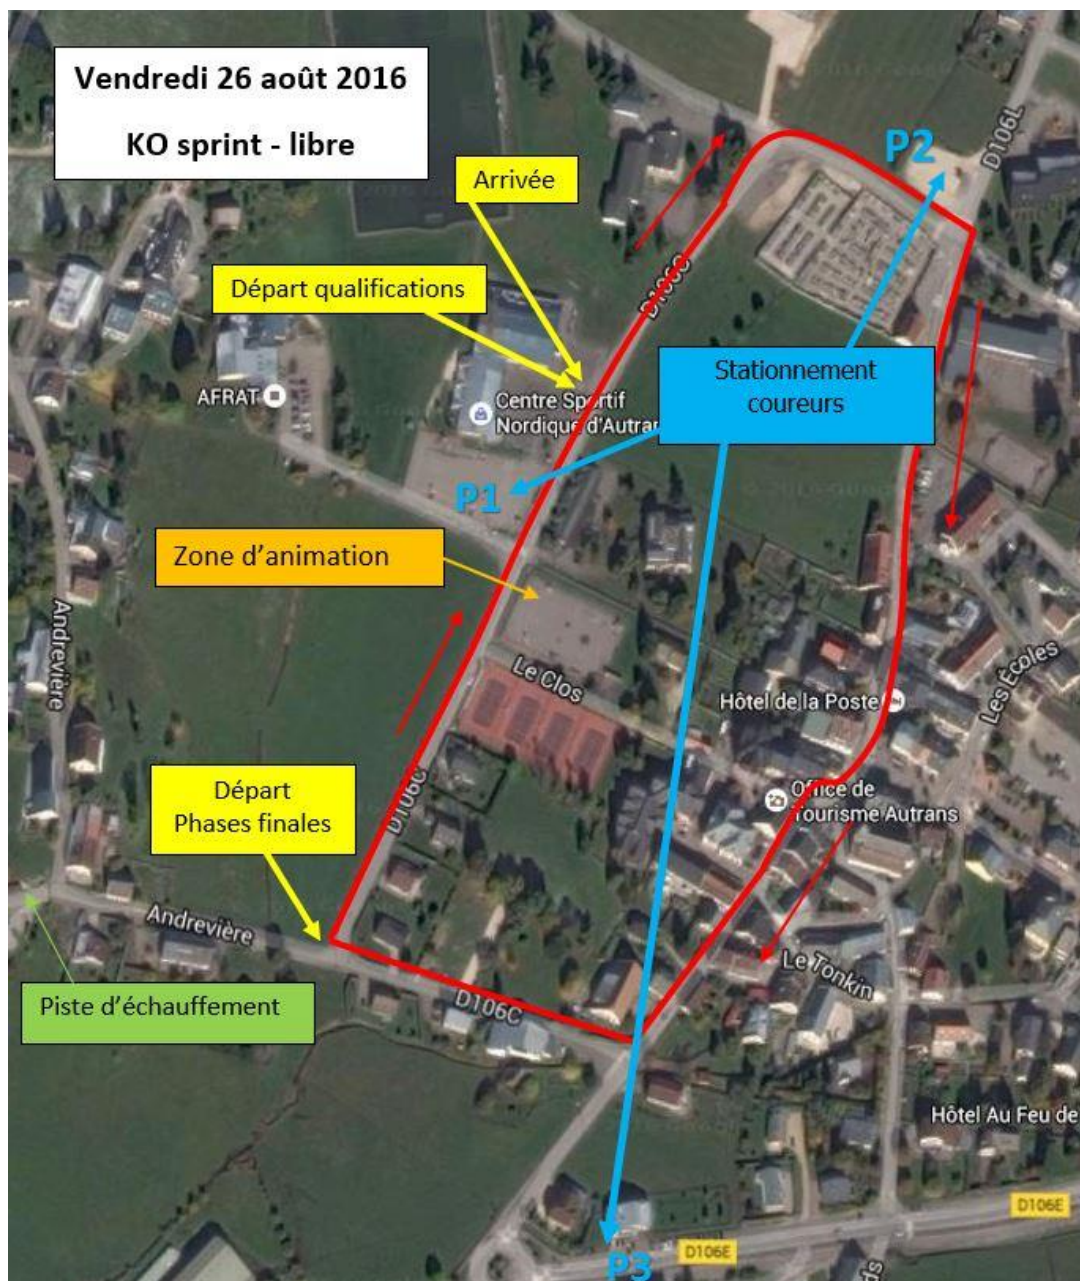 Vendredi 26 août 2016
KO sprint - libre
P2
D106L
Arrivée
Départ qualifications
D106C
Stationnement
coureurs
AFRAT
Centre Sportif
Nordique d'Autran
P1
Zone d'animation
Andrevière
Le Clos
Les Écoles
Hôtel de la Poste
Départ
Phases finales
D106C
Office de
Tourisme Autrans
Andrevière
Le Tonkin
Piste d'échauffement
D106C
Hôtel Au Feu de
D106E
D106E
P3
ds